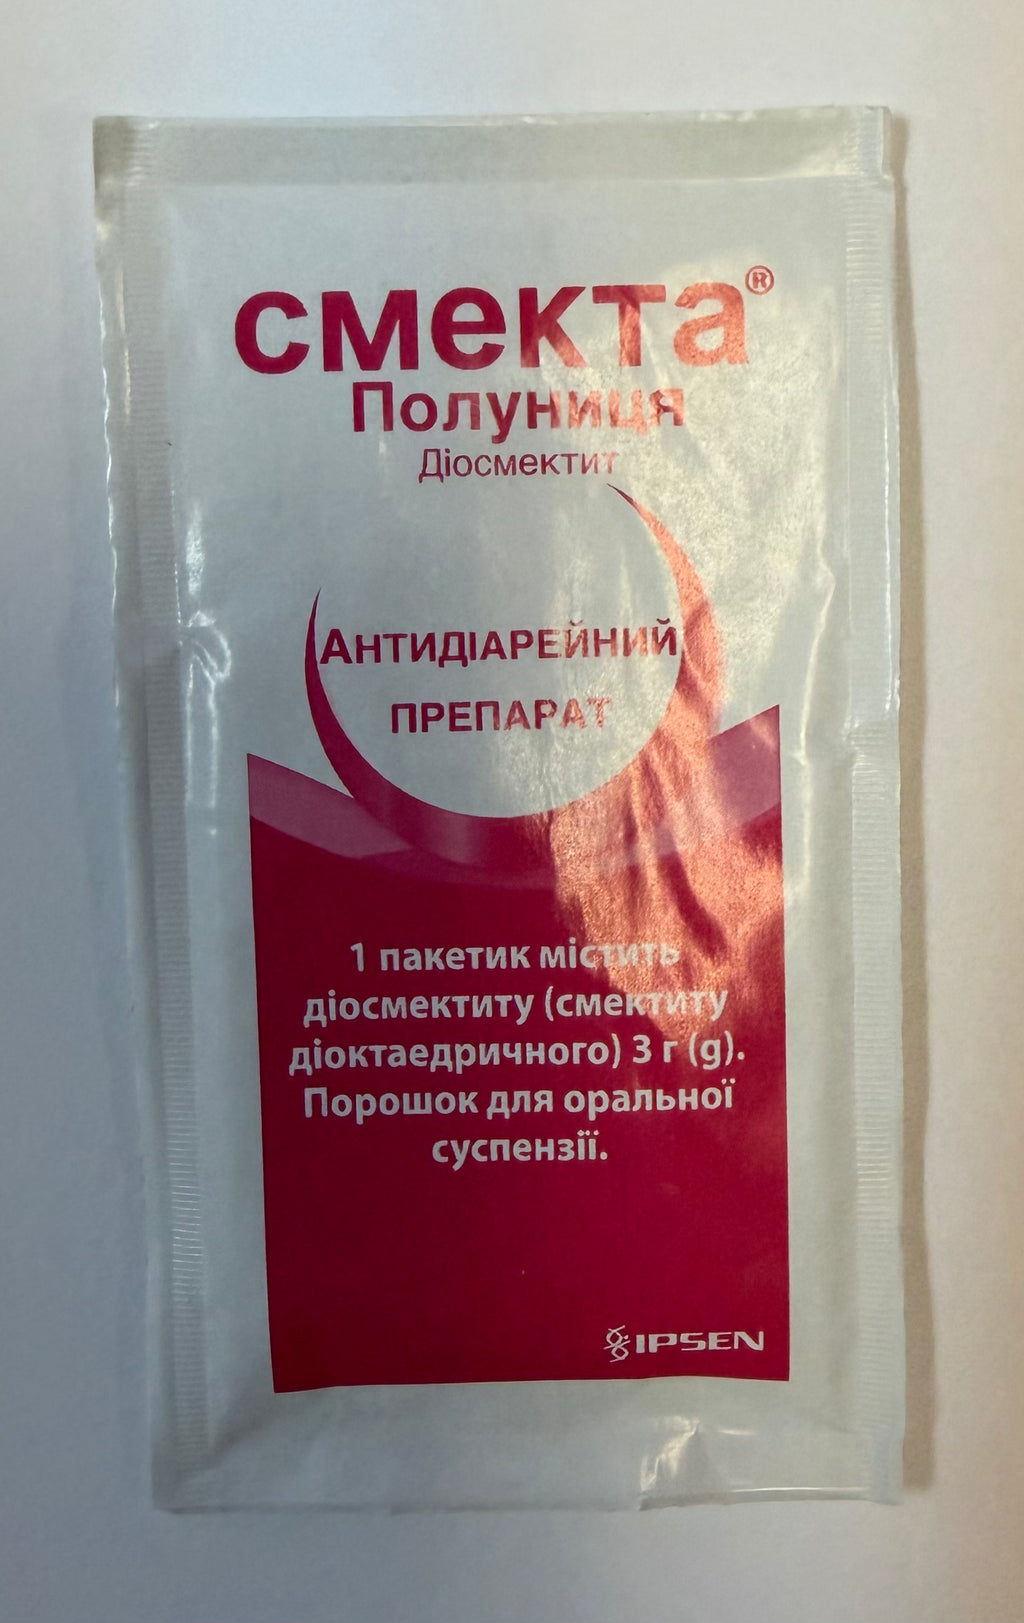 смекта®
Полуниця
Діосмектит
АНТИДІАРЕЙНИЙ
ПРЕПАРАТ
1 пакетик містить
діосмектиту (смектиту
діоктаедричного) 3 г (g).
Порошок для оральної
суспензії.
IPSEN